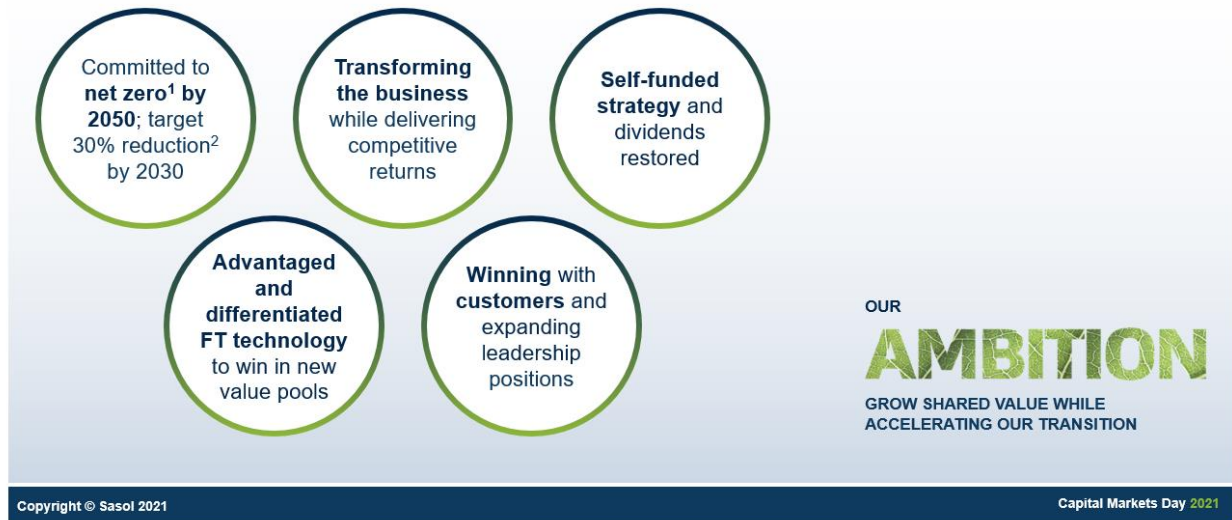 Committed to
net zero¹ by
2050; target
30% reduction²
by 2030
Transforming
the business
while delivering
competitive
returns
Self-funded
strategy and
dividends
restored
Advantaged
and
differentiated
FT technology
to win in new
value pools
Winning with
customers and
expanding
leadership
positions
OUR
AMBITION
GROW SHARED VALUE WHILE
ACCELERATING OUR TRANSITION
Copyright © Sasol 2021
Capital Markets Day 2021